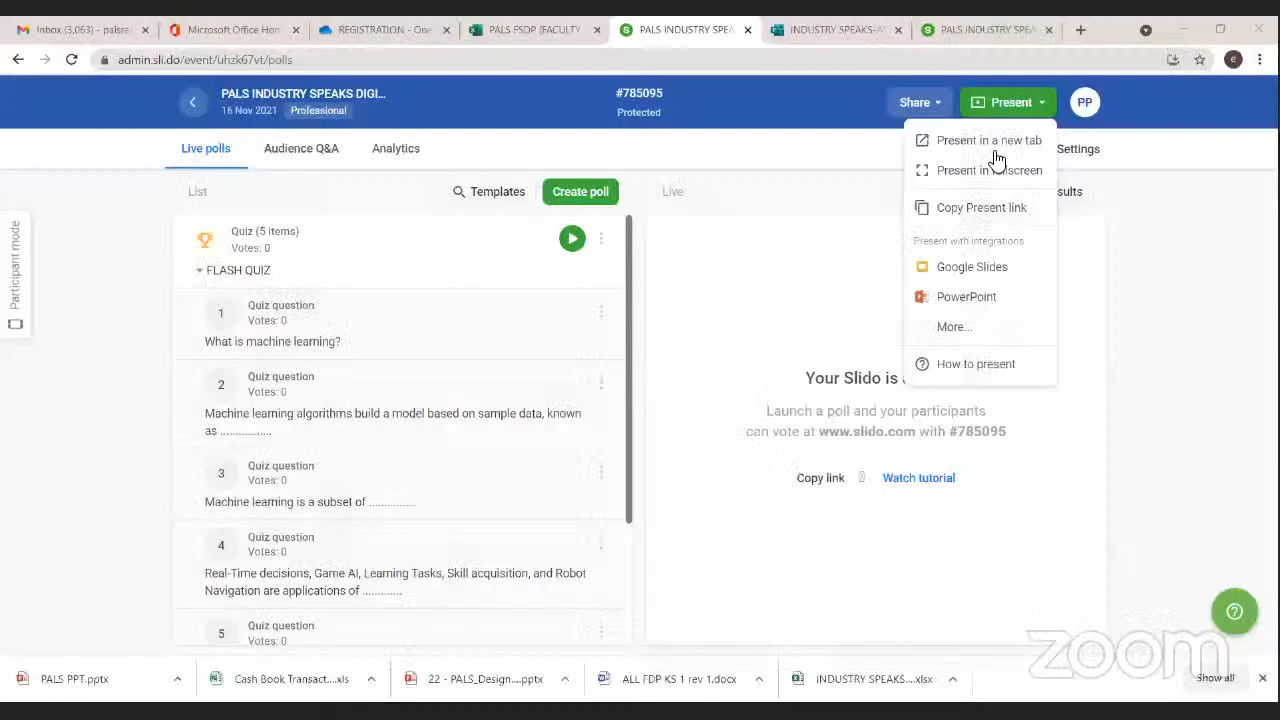 Inbox (3,063) - palsra
Microsoft Office Hon
REGISTRATION - One
PALS FSDP (FACULTY
PALS INDUSTRY SPEA
INDUSTRY SPEAKS-A
PALS INDUSTRY SPEA
admin.sli.do/event/uhzk67vt/polls
e
PALS INDUSTRY SPEAKS DIGI...
16 Nov 2021 Professional
#785095
Protected
Share
Present
PP
Live polls
Audience Q&A
Analytics
Settings
Present in a new tab
Present in fullscreen
Copy Present link
Present with integrations
Google Slides
PowerPoint
More...
How to present
Participant mode
List
Templates
Create poll
Live
sults
Quiz (5 items)
Votes: 0
FLASH QUIZ
1
Quiz question
Votes: 0
What is machine learning?
2
Quiz question
Votes: 0
Machine learning algorithms build a model based on sample data, known
as ..................
3
Quiz question
Votes: 0
Machine learning is a subset of .................
4
Quiz question
Votes: 0
Real-Time decisions, Game AI, Learning Tasks, Skill acquisition, and Robot
Navigation are applications of .............
5
Quiz question
Votes: 0
Your Slido is
Launch a poll and your participants
can vote at www.slido.com with #785095
Copy link
Watch tutorial
zoom
PALS PPT.pptx
Cash Book Transact....xls
22 - PALS_Design....pptx
ALL FDP KS 1 rev 1.docx
INDUSTRY SPEAKS....xlsx
Show all